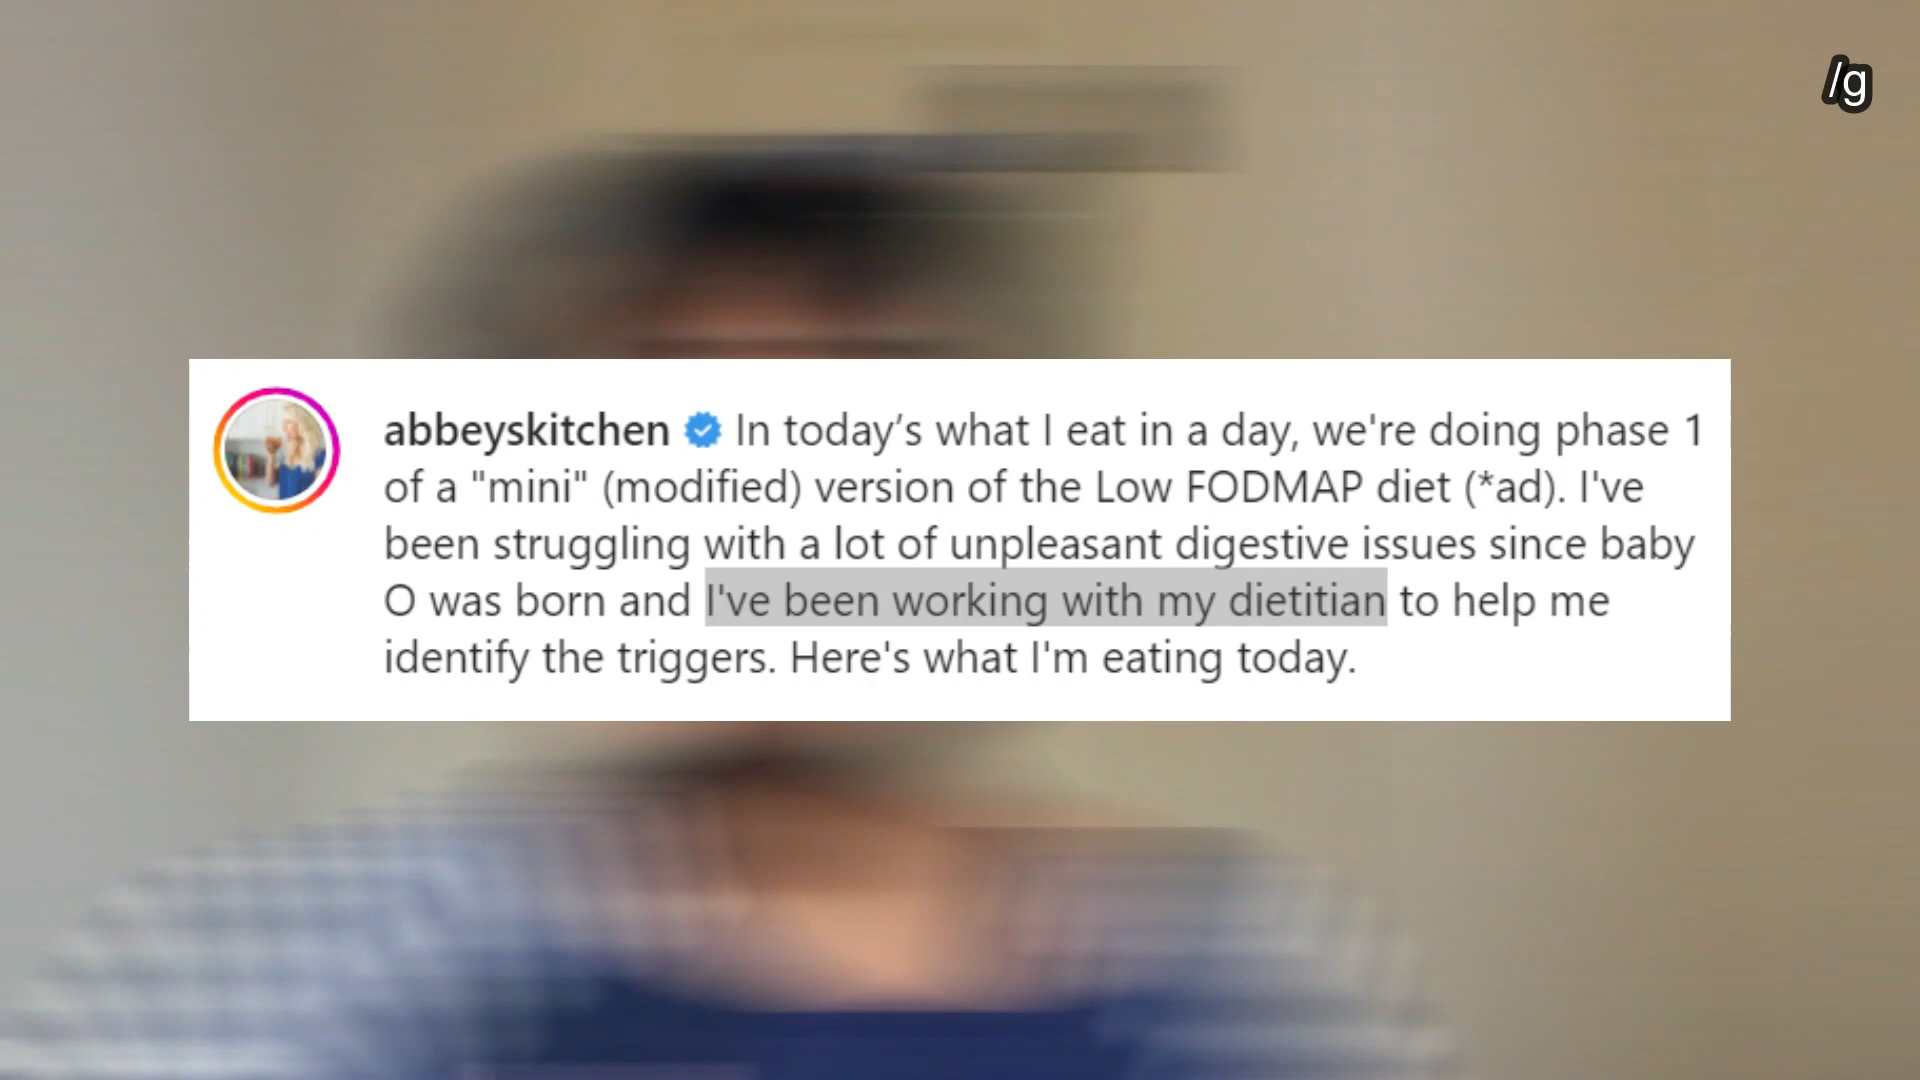 /g
abbeyskitchen In today’s what I eat in a day, we're doing phase 1
of a "mini" (modified) version of the Low FODMAP diet (*ad). I've
been struggling with a lot of unpleasant digestive issues since baby
O was born and I've been working with my dietitian to help me
identify the triggers. Here's what I'm eating today.